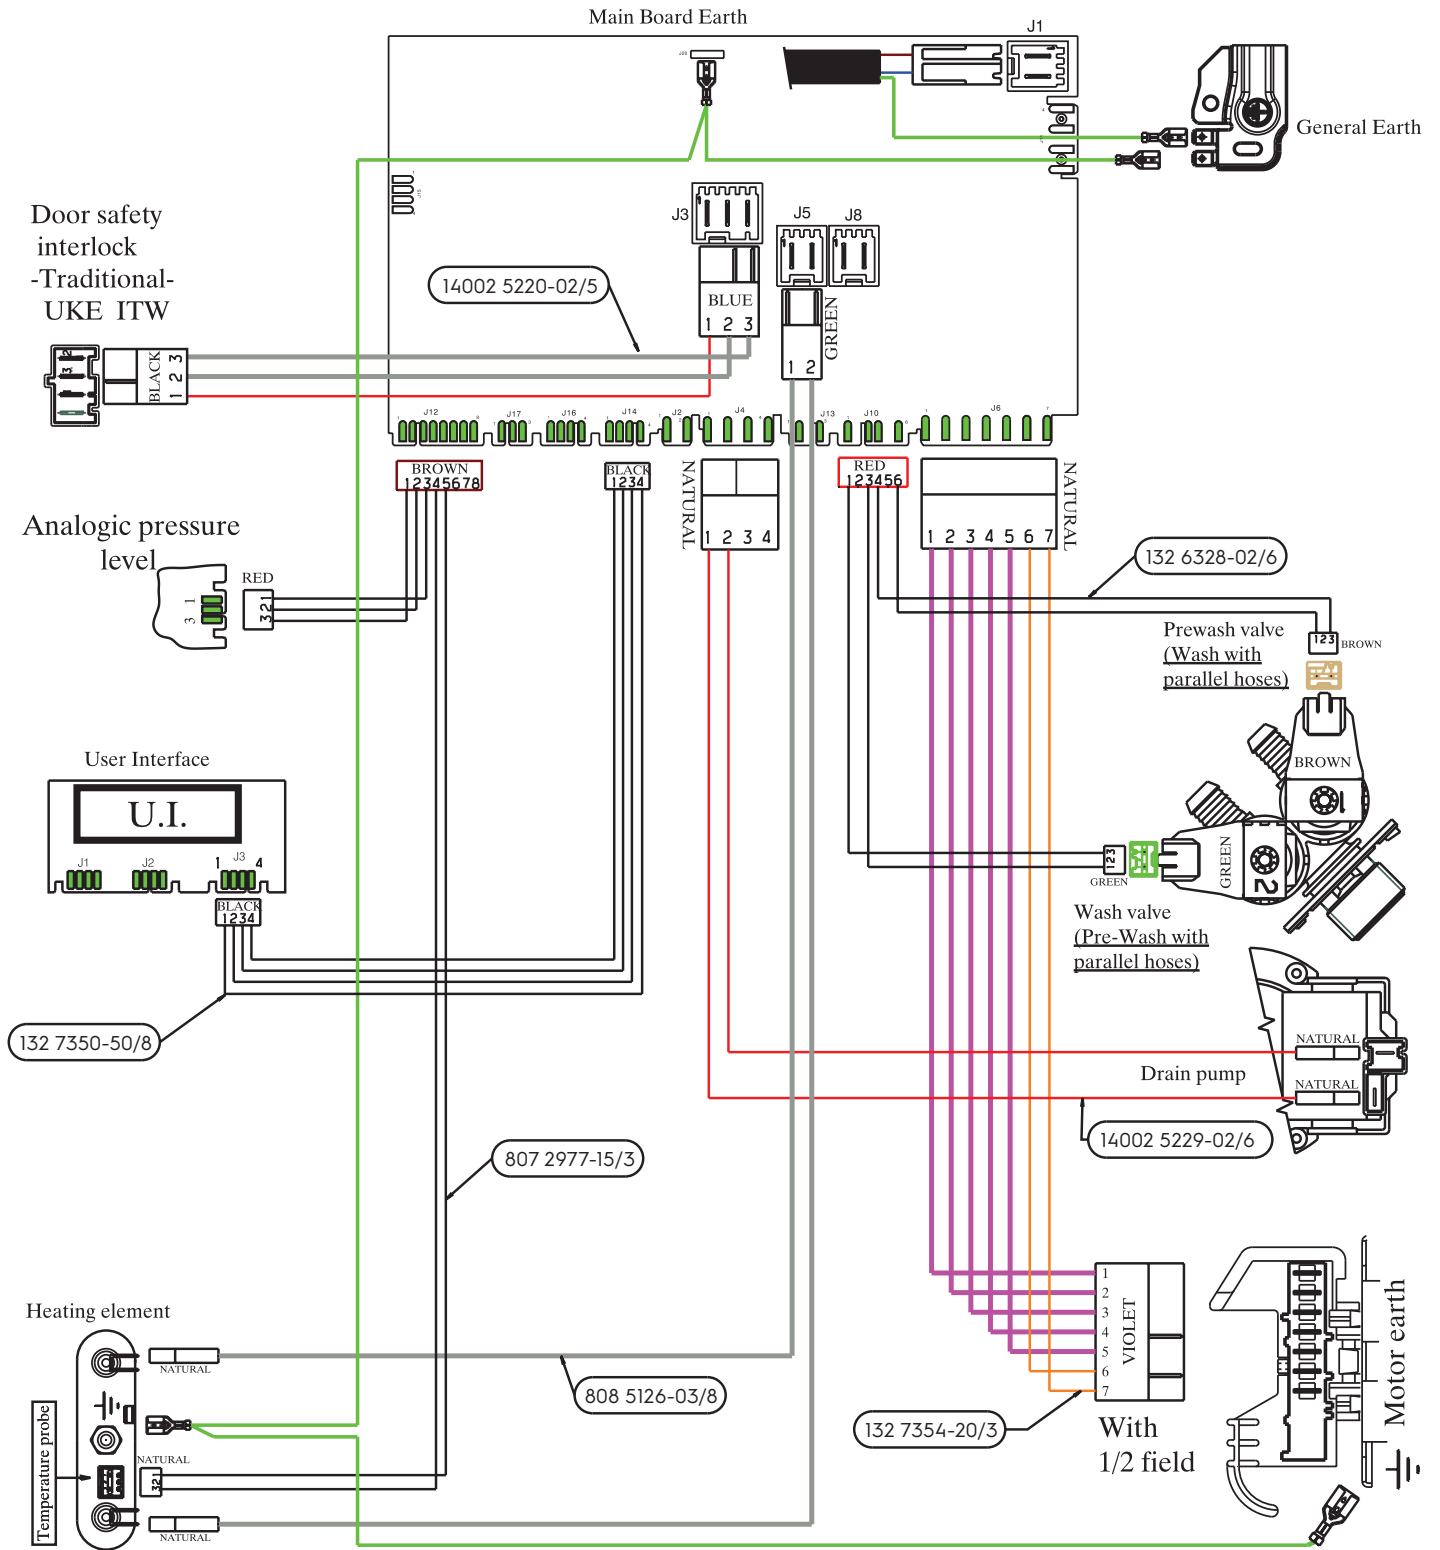 Main Board Earth
J20
J1
General Earth
Door safety
interlock
-Traditional-
UKE ITW
J15
J3
J5
J8
14002 5220-02/5
BLUE
1 2 3
GREEN
1 2
BLACK
3
2
1
J12
J17
J16
J14
J2
J4
J13
J10
J6
BROWN
12345678
BLACK
1234
NATURAL
1 2 3 4
RED
123456
NATURAL
1 2 3 4 5 6 7
Analogic pressure
level
1
3
RED
321
132 6328-02/6
Prewash valve
(Wash with
parallel hoses)
123
BROWN
BROWN
1
User Interface
U.I.
J1
J2
1 J3 4
BLACK
1234
123
GREEN
GREEN
2
Wash valve
(Pre-Wash with
parallel hoses)
132 7350-50/8
NATURAL
Drain pump
NATURAL
14002 5229-02/6
807 2977-15/3
Heating element
NATURAL
808 5126-03/8
Temperature probe
NATURAL
321
NATURAL
1
2
3
4
5
6
7
VIOLET
132 7354-20/3
With
1/2 field
Motor earth